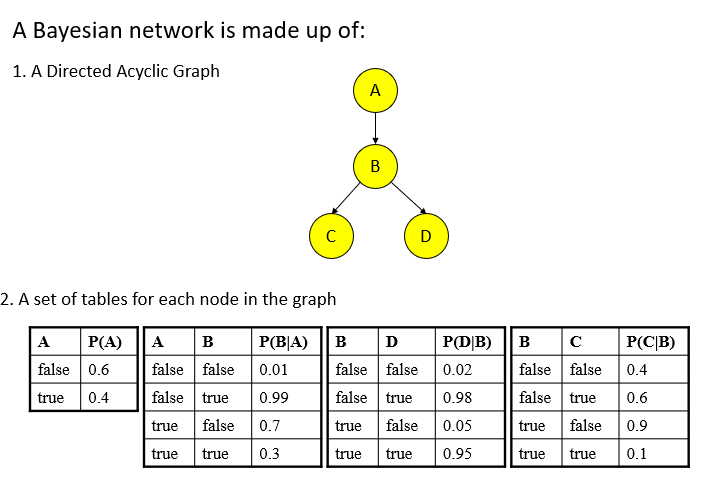 A Bayesian network is made up of:
1. A Directed Acyclic Graph
A
B
C D
2. A set of tables for each node in the graph
A P(A) A B P(B|A) B D P(D|B) B C P(C|B)
false 0.6 false false 0.01 false false 0.02 false false 0.4
true 0.4 false true 0.99 false true 0.98 false true 0.6
true false 0.7 true false 0.05 true false 0.9
true true 0.3 true true 0.95 true true 0.1